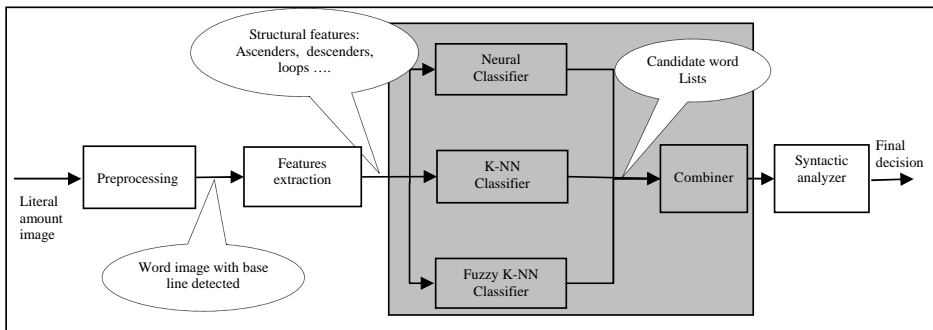 Structural features:
Ascenders, descenders,
loops ….
Neural
Classifier
Candidate word
Lists
Literal
amount
image
Preprocessing
Features
extraction
K-NN
Classifier
Combiner
Syntactic
analyzer
Final
decision
Word image with base
line detected
Fuzzy K-NN
Classifier